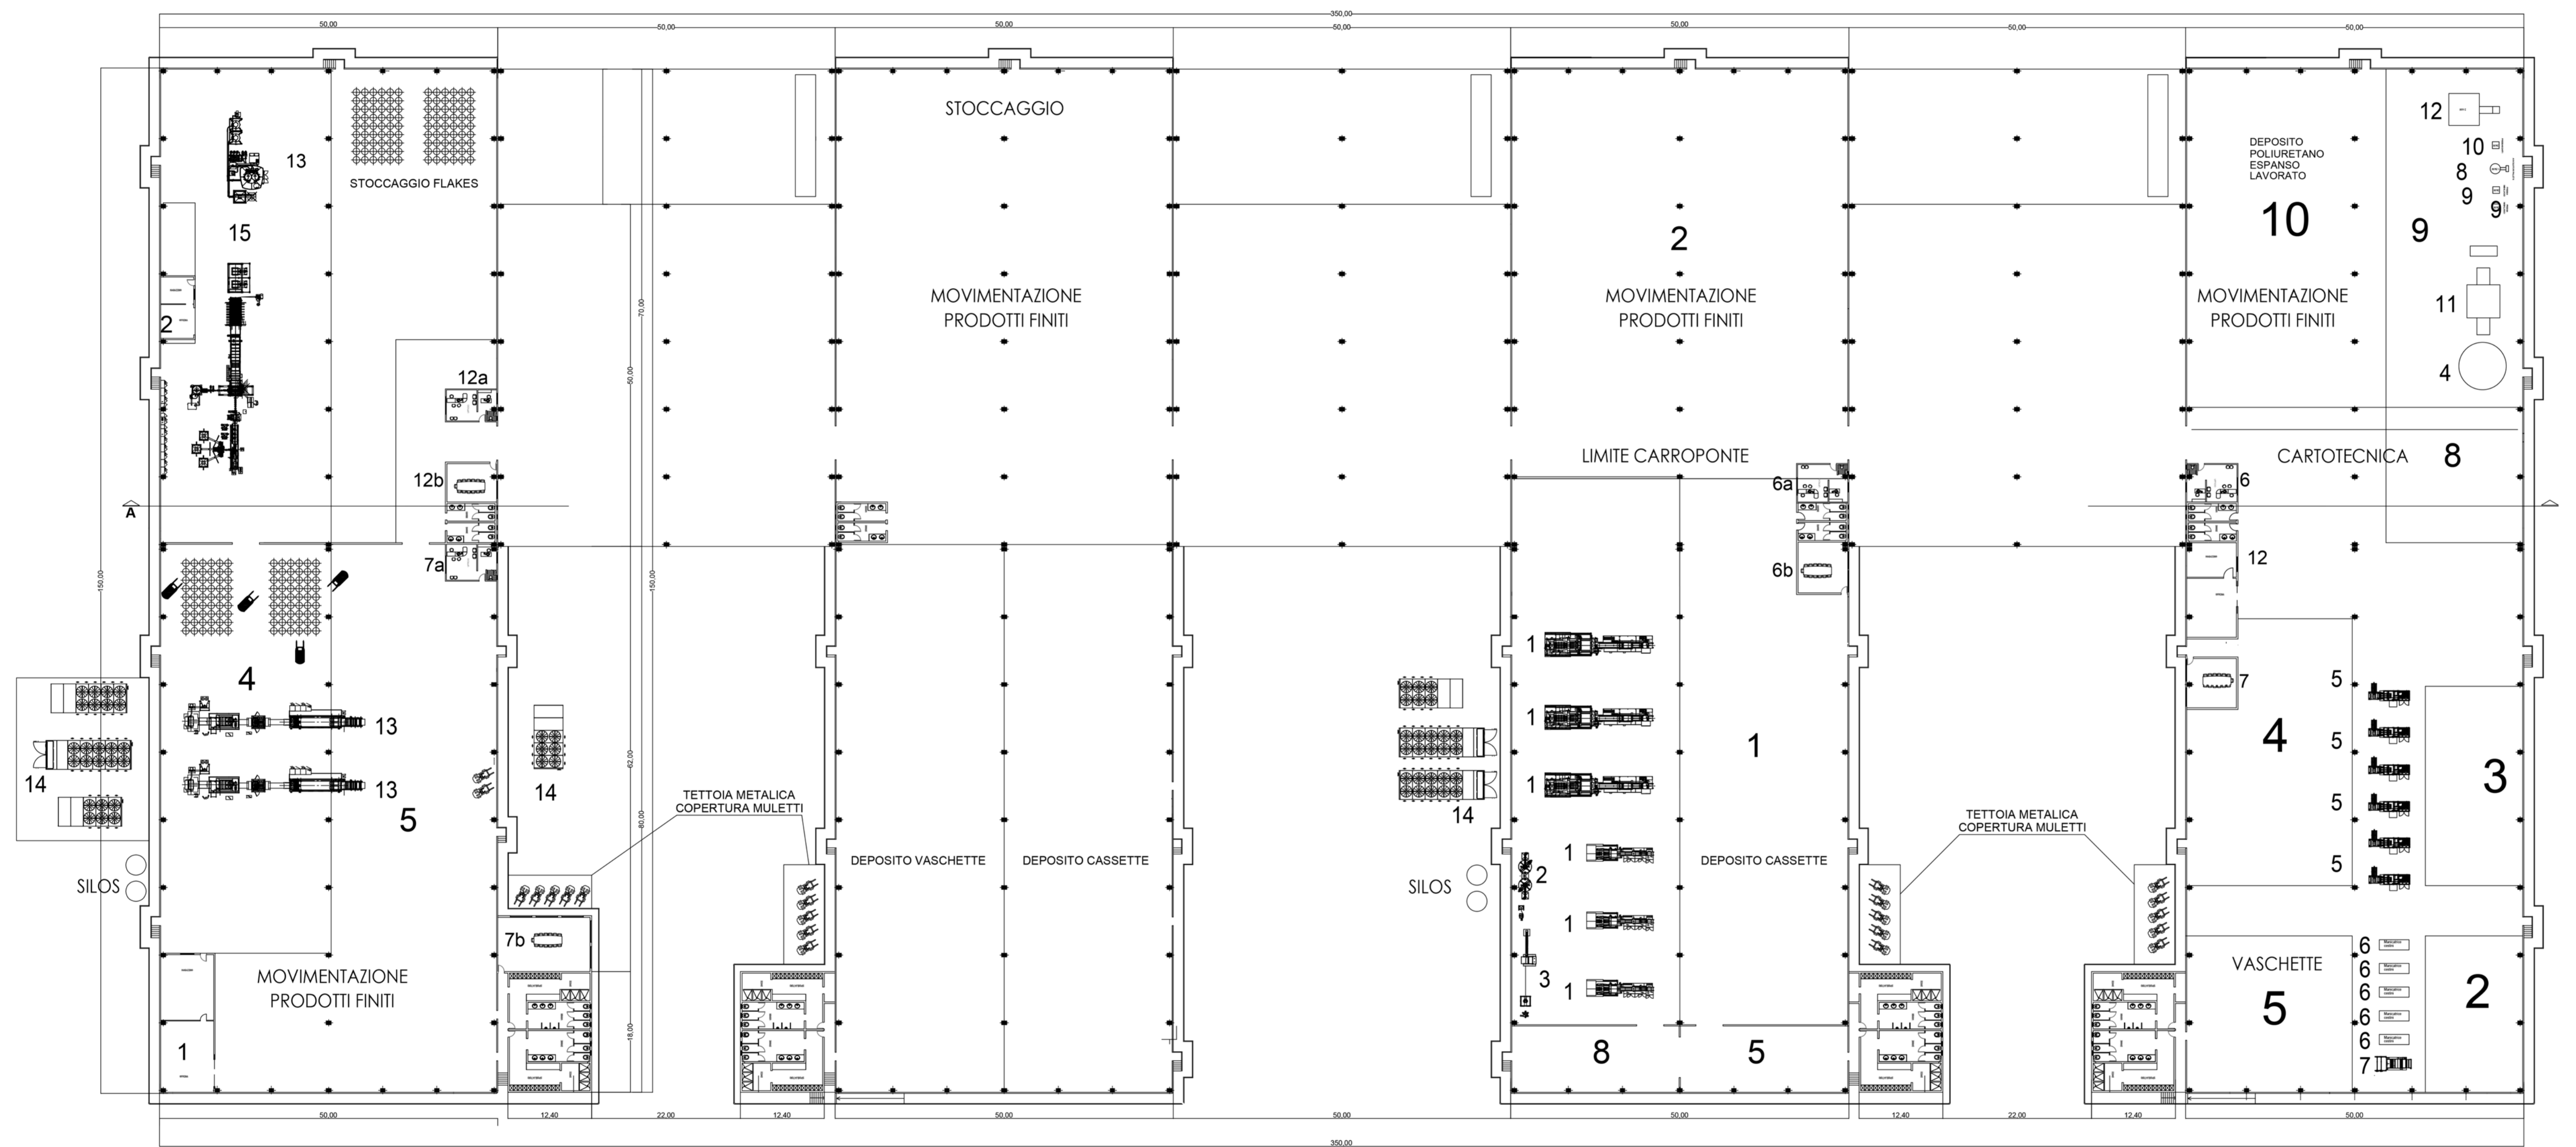 350,00
50,00
50,00
50,00
50,00
50,00
50,00
50,00
STOCCAGGIO
13
STOCCAGGIO FLAKES
15
2
12a
12b
7a
A
150,00
150,00
70,00
50,00
62,00
80,00
18,00
MOVIMENTAZIONE
PRODOTTI FINITI
2
MOVIMENTAZIONE
PRODOTTI FINITI
DEPOSITO
POLIURETANO
ESPANSO
LAVORATO
10
MOVIMENTAZIONE
PRODOTTI FINITI
12
10
8
9
9
9
11
4
LIMITE CARROPONTE
CARTOTECNICA
8
6a
6
6b
12
7
4
13
13
5
14
14
SILOS
TETTOIA METALICA
COPERTURA MULETTI
7b
MOVIMENTAZIONE
PRODOTTI FINITI
1
DEPOSITO VASCHETTE
DEPOSITO CASSETTE
14
SILOS
1
1
1
1
1
1
1
2
3
DEPOSITO CASSETTE
8
5
TETTOIA METALICA
COPERTURA MULETTI
4
5
5
5
5
3
VASCHETTE
5
6
6
6
6
6
7
2
50,00
12,40
22,00
12,40
50,00
50,00
50,00
12,40
22,00
12,40
50,00
350,00